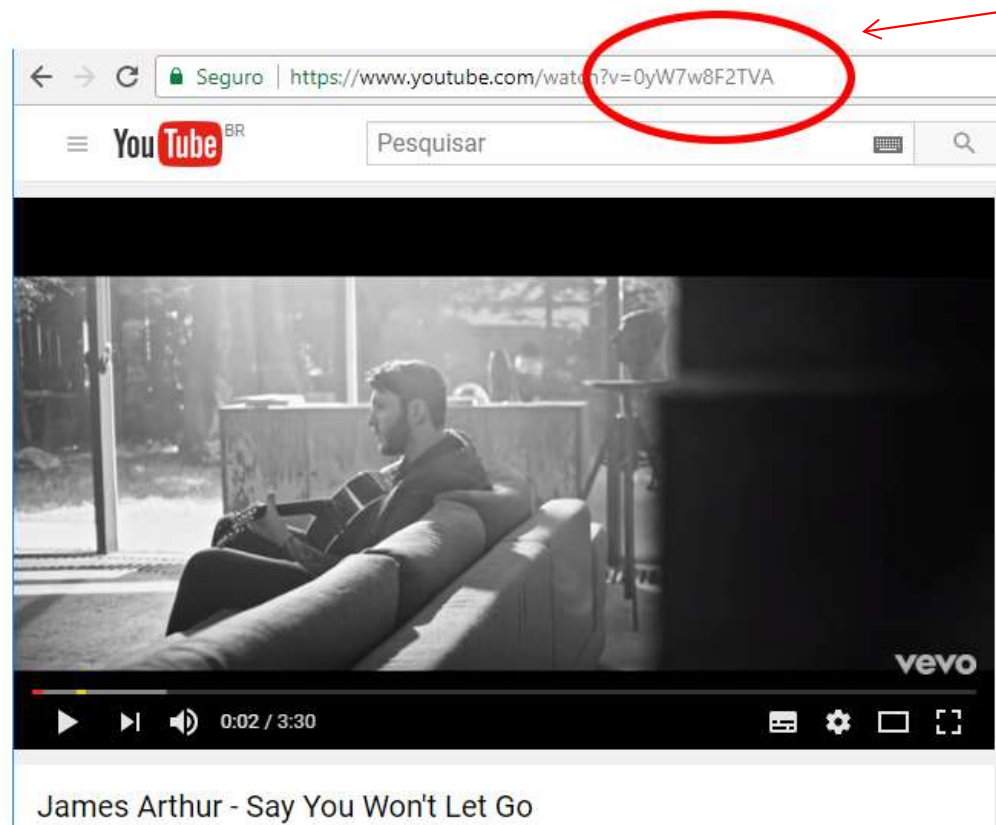 Seguro | https://www.youtube.com/watch?v=0yW7w8F2TVA
YouTube BR
Pesquisar
vevo
0:02 / 3:30
James Arthur - Say You Won't Let Go